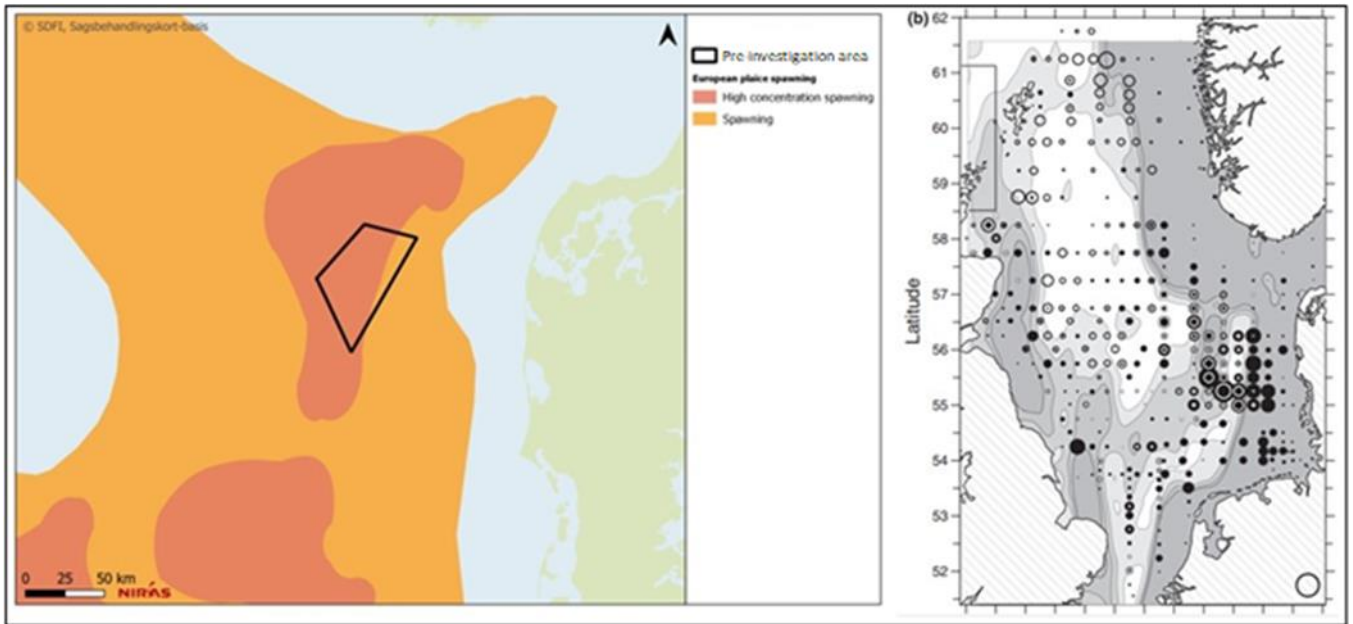 © SDFI, Sagsbehandlingskort-basis
Pre-investigation area
European plaice spawning
High concentration spawning
Spawning
0 25 50 km
NIRÁS
(b)
62
61
60
59
58
57
56
55
54
53
52
Latitude